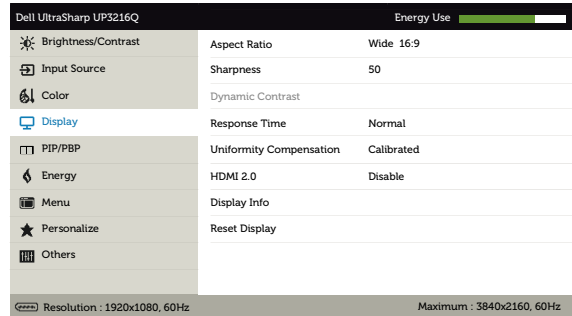 Dell UltraSharp UP3216Q Energy Use
Brightness/Contrast Aspect Ratio Wide 16:9
Input Source Sharpness 50
Color Dynamic Contrast
Display Response Time Normal
PIP/PBP Uniformity Compensation Calibrated
Energy HDMI 2.0 Disable
Menu Display Info
Personalize Reset Display
Others
Resolution : 1920x1080, 60Hz Maximum : 3840x2160, 60Hz